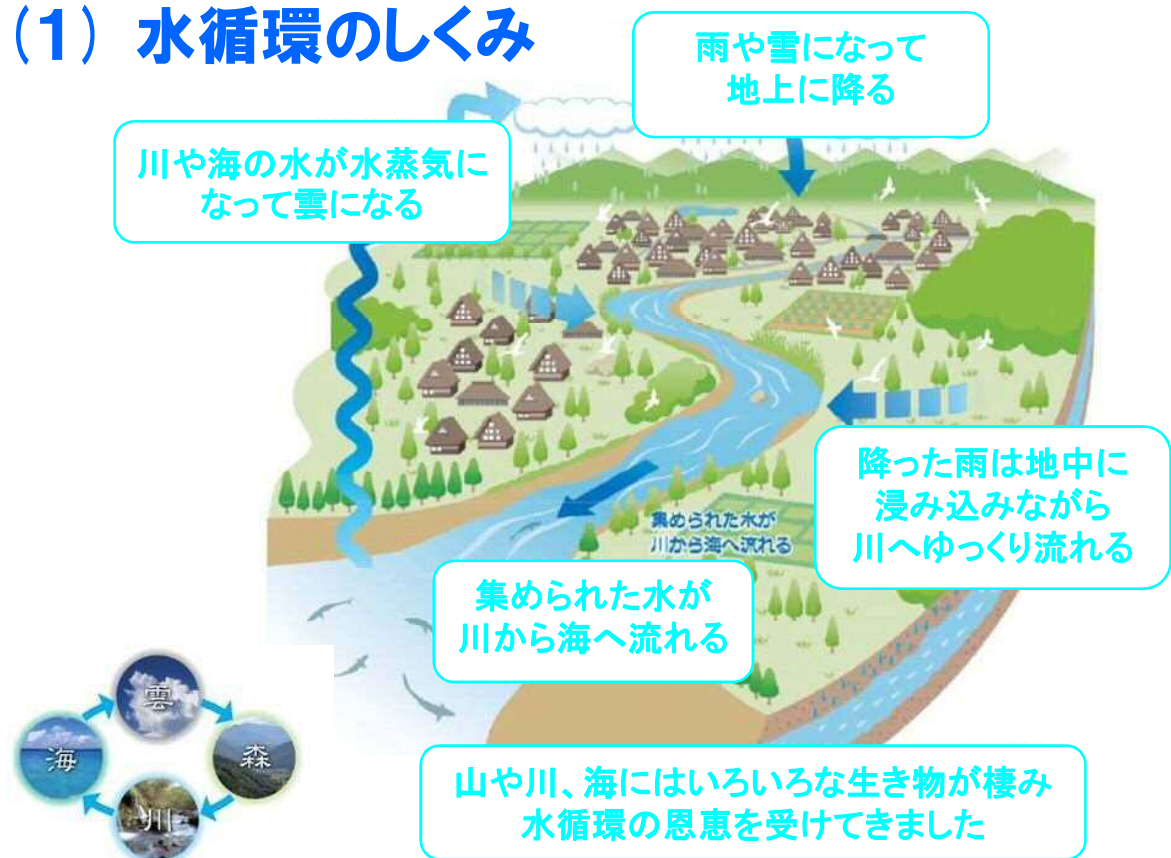 (1) 水循環のしくみ
雨や雪になって
地上に降る
川や海の水が水蒸気に
なって雲になる
降った雨は地中に
浸み込みながら
川へゆっくり流れる
集められた水が
川から海へ流れる
集められた水が
川から海へ流れる
雲
海
森
川
山や川、海にはいろいろな生き物が棲み
水循環の恩恵を受けてきました